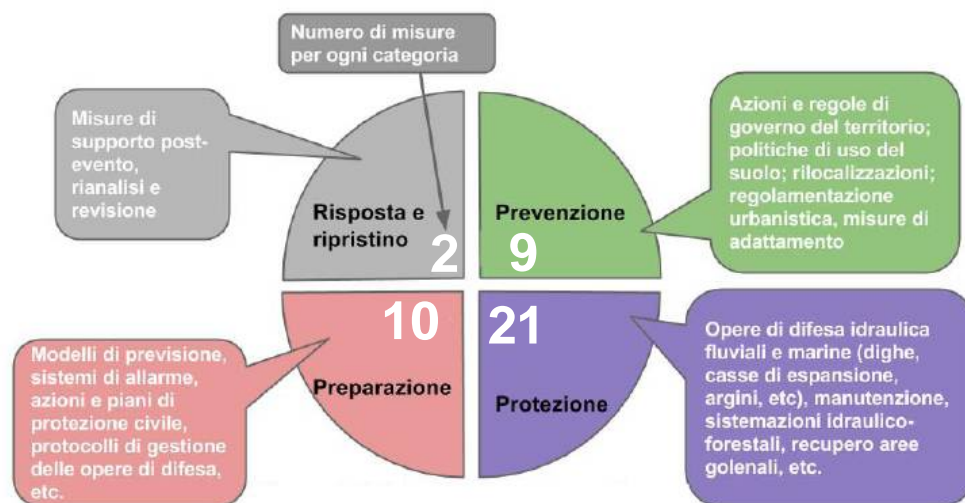 Numero di misure
per ogni categoria
Misure di
supporto post-
evento,
rianalisi e
revisione
Risposta e
ripristino
2
Prevenzione
9
Azioni e regole di
governo del territorio;
politiche di uso del
suolo; rilocalizzazioni;
regolamentazione
urbanistica, misure di
adattamento
Modelli di previsione,
sistemi di allarme,
azioni e piani di
protezione civile,
protocolli di gestione
delle opere di difesa,
etc.
10
Preparazione
21
Protezione
Opere di difesa idraulica
fluviali e marine (dighe,
casse di espansione,
argini, etc), manutenzione,
sistemazioni idraulico-
forestali, recupero aree
golenali, etc.